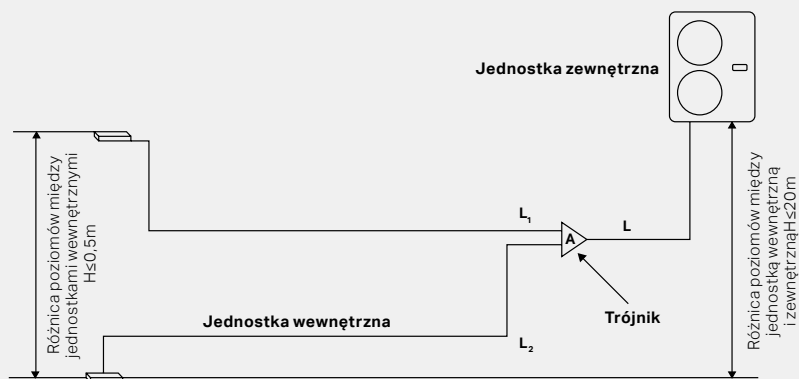 Jednostka zewnętrzna
Różnica poziomów między
jednostkami wewnętrznymi
H≤0,5m
L₁
A
L
Trójnik
Jednostka wewnętrzna
L₂
Różnica poziomów między
jednostką wewnętrzną
i zewnętrznąH≤20m